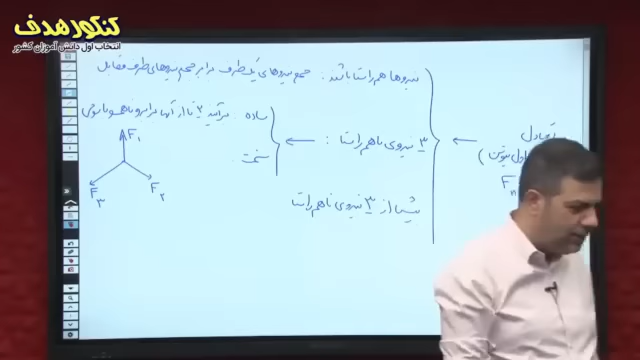 کنکور هدف
انتخاب اول دانش آموزان کشور
نیروها هم راستا باشد : جمع نیروهای یک طرف برابر جمع نیروهای طرف مقابل
تعادل
۳ نیروی ناهم راستا :
ساده برآیند ۲ تا از آنها برابر و ناهمسو با سومی
سخت :
بیش از ۳ نیروی ناهم راستا
F۱
F۲
F۳
Fn